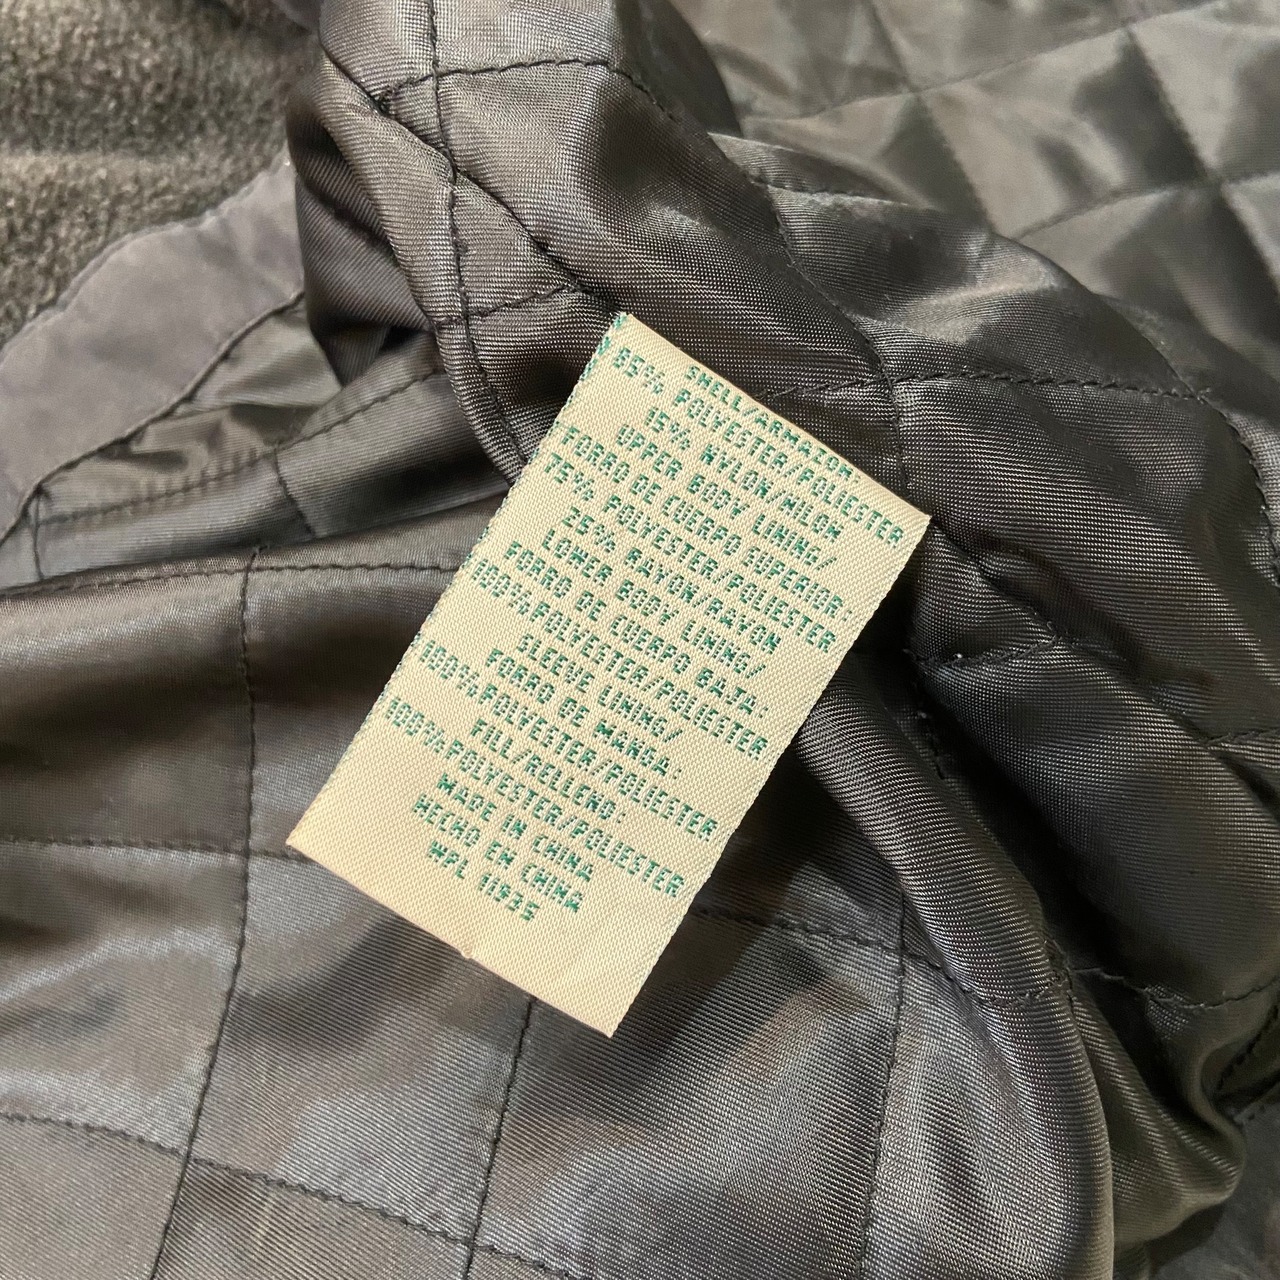 SHELL/ARMAZOR:
85% POLYESTER/POLIESTER
15% NYLON/NILON
UPPER BODY LINING/
FORRO DE CUERPO SUPERIOR:
75% POLYESTER/POLIESTER
25% RAYON/RAYON
LOWER BODY LINING/
FORRO DE CUERPO BATA:
100% POLYESTER/POLIESTER
SLEEVE LINING/
FORRO DE MANGA:
100% POLYESTER/POLIESTER
FILL/RELLENO:
100% POLYESTER/POLIESTER
MADE IN CHINA
HECHO EN CHINA
WPL 11935